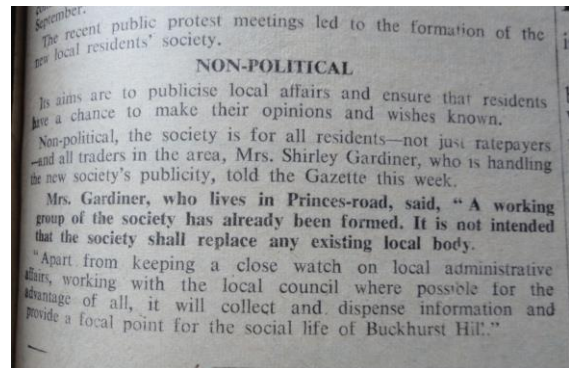 September.
The recent public protest meetings led to the formation of the
new local residents' society.
NON-POLITICAL
Its aims are to publicise local affairs and ensure that residents
have a chance to make their opinions and wishes known.
Non-political, the society is for all residents—not just ratepayers
—and all traders in the area, Mrs. Shirley Gardiner, who is handling
the new society's publicity, told the Gazette this week.
Mrs. Gardiner, who lives in Princes-road, said, “ A working
group of the society has already been formed. It is not intended
that the society shall replace any existing local body.
“Apart from keeping a close watch on local administrative
affairs, working with the local council where possible for the
advantage of all, it will collect and dispense information and
provide a focal point for the social life of Buckhurst Hill.”